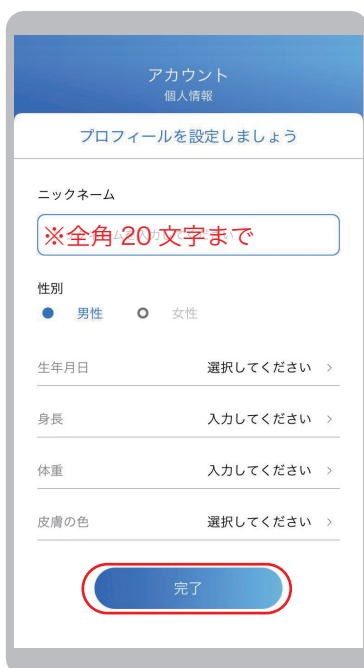 アカウント
個人情報
プロフィールを設定しましょう
ニックネーム
※全角 20 文字まで
性別
男性 女性
生年月日 選択してください >
身長 入力してください >
体重 入力してください >
皮膚の色 選択してください >
完了